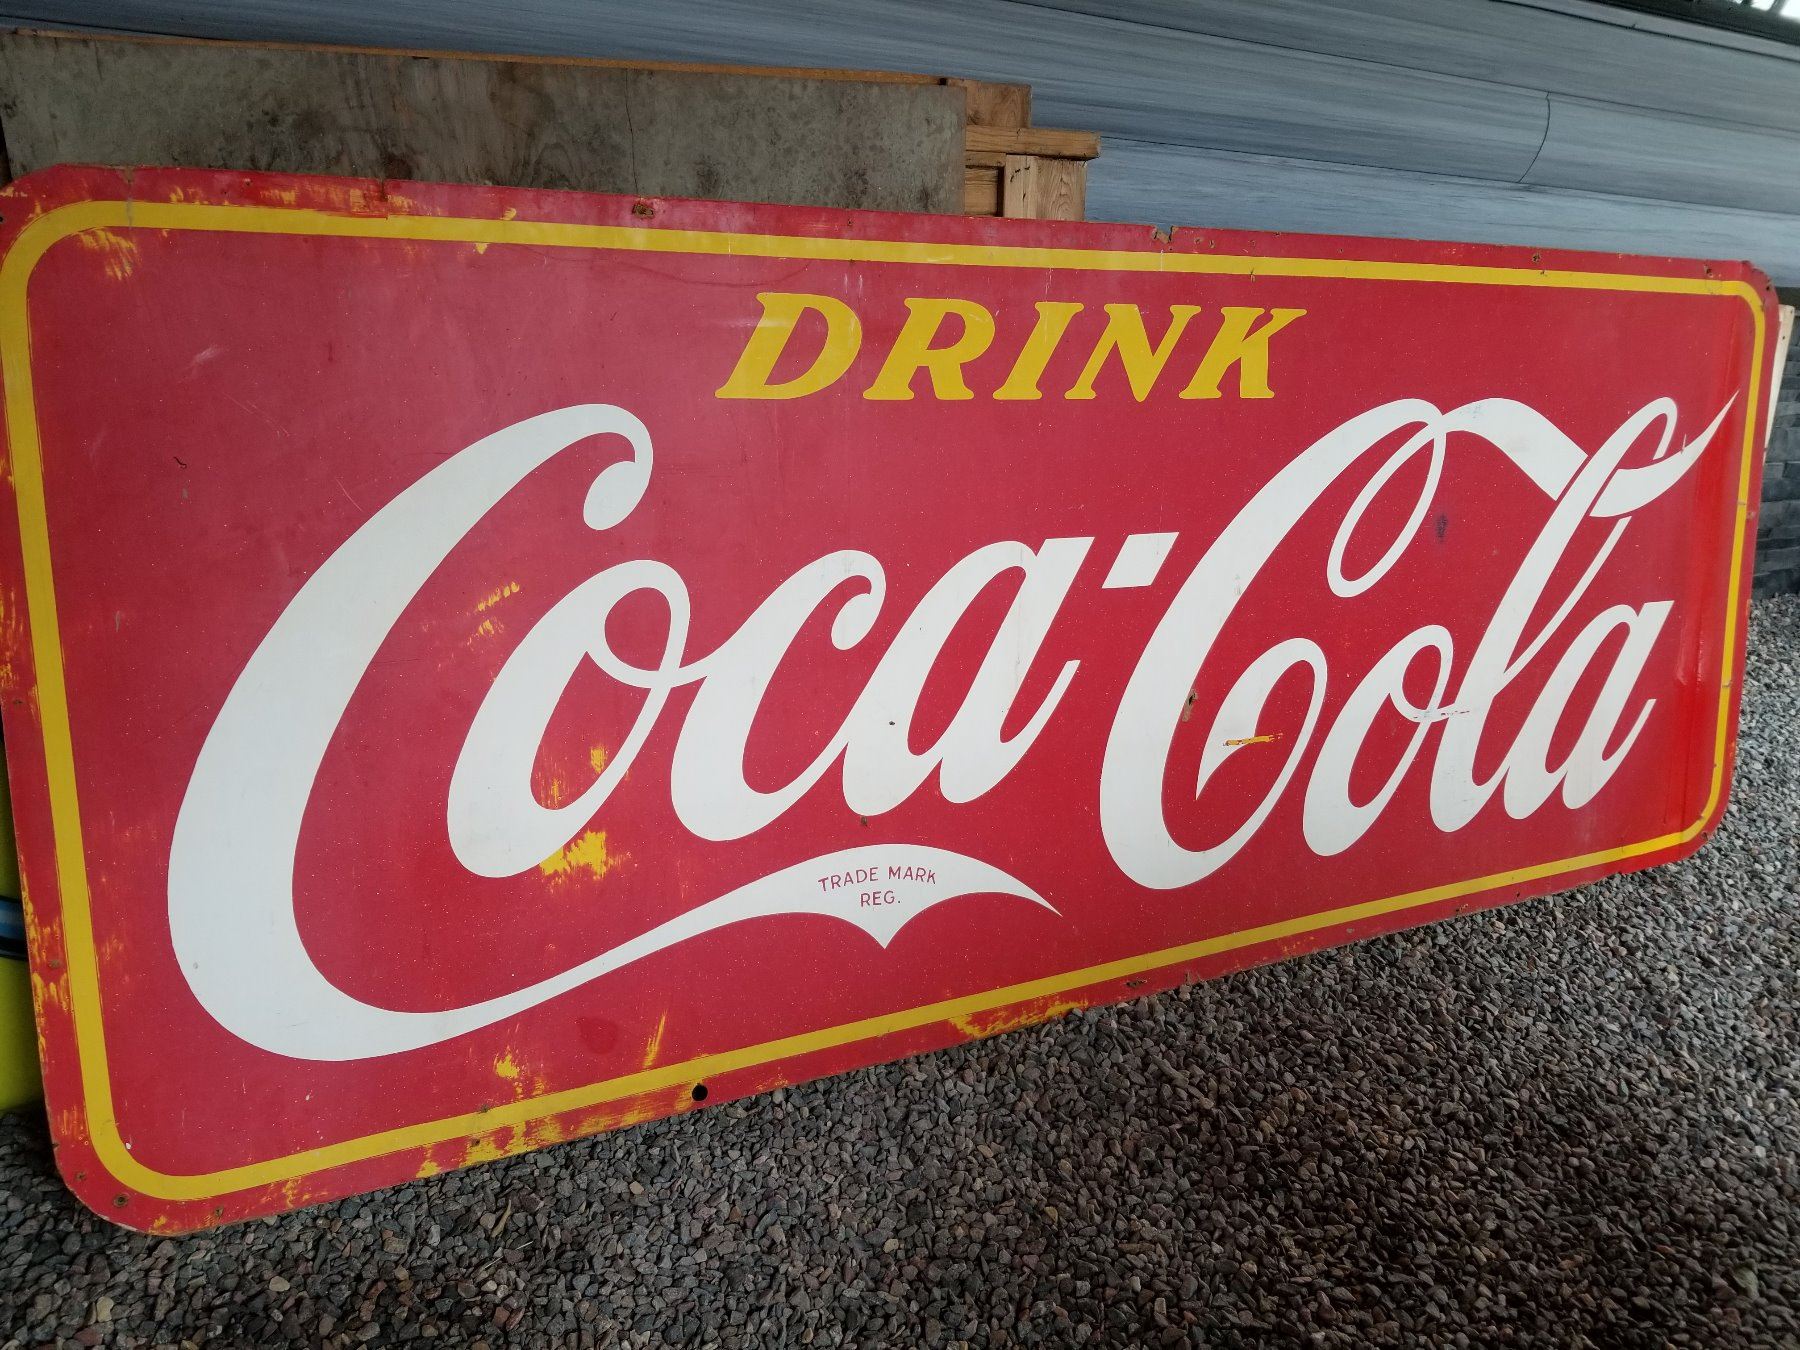 DRINK
Coca-Cola
TRADE MARK
REG.